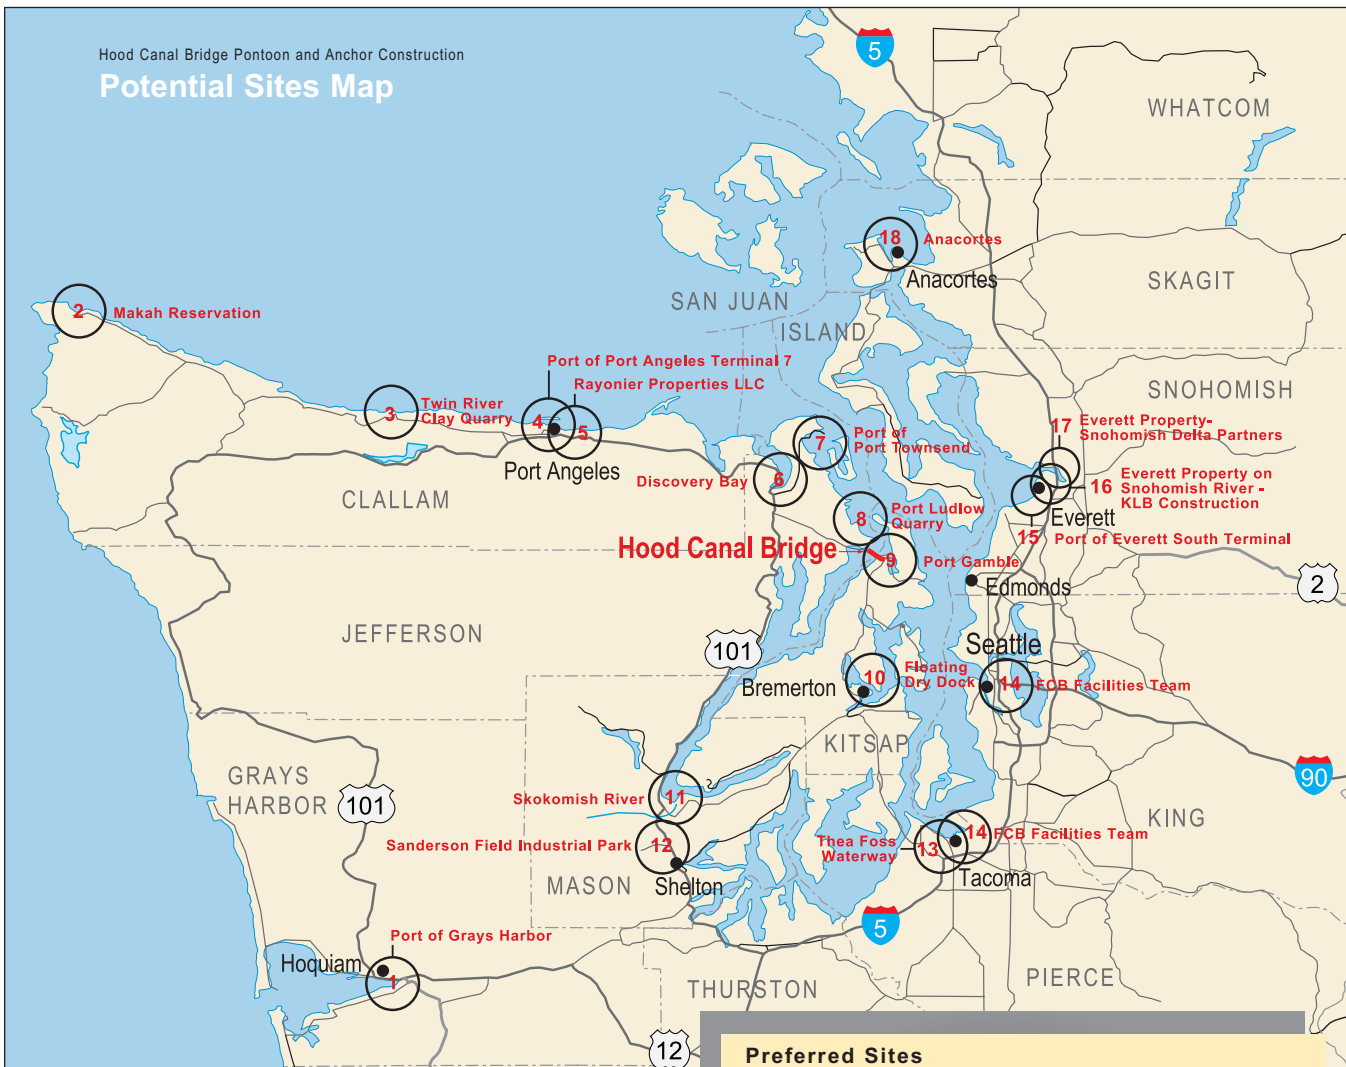 Hood Canal Bridge Pontoon and Anchor Construction
Potential Sites Map
5
WHATCOM
18
Anacortes
Anacortes
SKAGIT
SAN JUAN
ISLAND
2
Makah Reservation
Port of Port Angeles Terminal 7
Rayonier Properties LLC
SNOHOMISH
3
Twin River
Clay Quarry
4
5
Port Angeles
17
Everett Property-
Snohomish Delta Partners
7
Port of
Port Townsend
Discovery Bay
6
16
Everett Property on
Snohomish River -
KLB Construction
CLALLAM
8
Port Ludlow
Quarry
Everett
15
Port of Everett South Terminal
Hood Canal Bridge
9
Port Gamble
Edmonds
2
JEFFERSON
101
Seattle
Bremerton
10
Floating
Dry Dock
14
FCB Facilities Team
KITSAP
GRAYS
HARBOR
101
90
Skokomish River
11
KING
Sanderson Field Industrial Park
12
Thea Foss
Waterway
13
14
FCB Facilities Team
MASON
Shelton
Tacoma
5
Port of Grays Harbor
Hoquiam
1
THURSTON
PIERCE
12
Preferred Sites